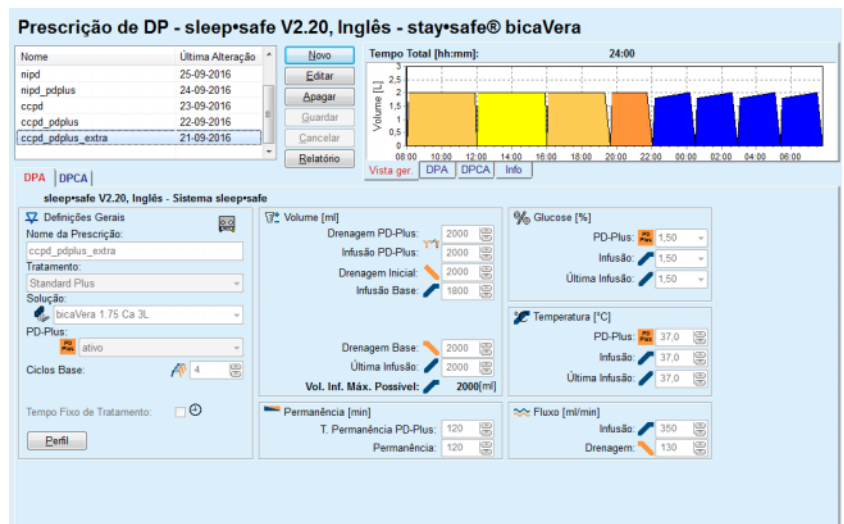 Prescrição de DP - sleep•safe V2.20, Inglês - stay•safe® bicaVera
Nome Última Alteração
nipd 25-09-2016
nipd_pdplus 24-09-2016
ccpd 23-09-2016
ccpd_pdplus 22-09-2016
ccpd_pdplus_extra 21-09-2016
Novo
Editar
Apagar
Guardar
Cancelar
Relatório
Tempo Total [hh:mm]: 24:00
Volume [L]
3
2,5
2
1,5
1
0,5
0
08:00 10:00 12:00 14:00 16:00 18:00 20:00 22:00 00:00 02:00 04:00 06:00
Vista ger. DPA DPCA Info
DPA DPCA
sleep•safe V2.20, Inglês - Sistema sleep•safe
Definições Gerais
Nome da Prescrição:
ccpd_pdplus_extra
Tratamento:
Standard Plus
Solução:
bicaVera 1.75 Ca 3L
PD-Plus:
PD Plus ativo
Ciclos Base: 4
Tempo Fixo de Tratamento:
Perfil
Volume [ml]
Drenagem PD-Plus: 2000
Infusão PD-Plus: 2000
Drenagem Inicial: 2000
Infusão Base: 1800
Drenagem Base: 2000
Última Infusão: 2000
Vol. Inf. Máx. Possível: 2000[ml]
Permanência [min]
T. Permanência PD-Plus: 120
Permanência: 120
% Glucose [%]
PD-Plus: PD Plus 1,50
Infusão: 1,50
Última Infusão: 1,50
Temperatura [°C]
PD-Plus: PD Plus 37,0
Infusão: 37,0
Última Infusão: 37,0
Fluxo [ml/min]
Infusão: 350
Drenagem: 130